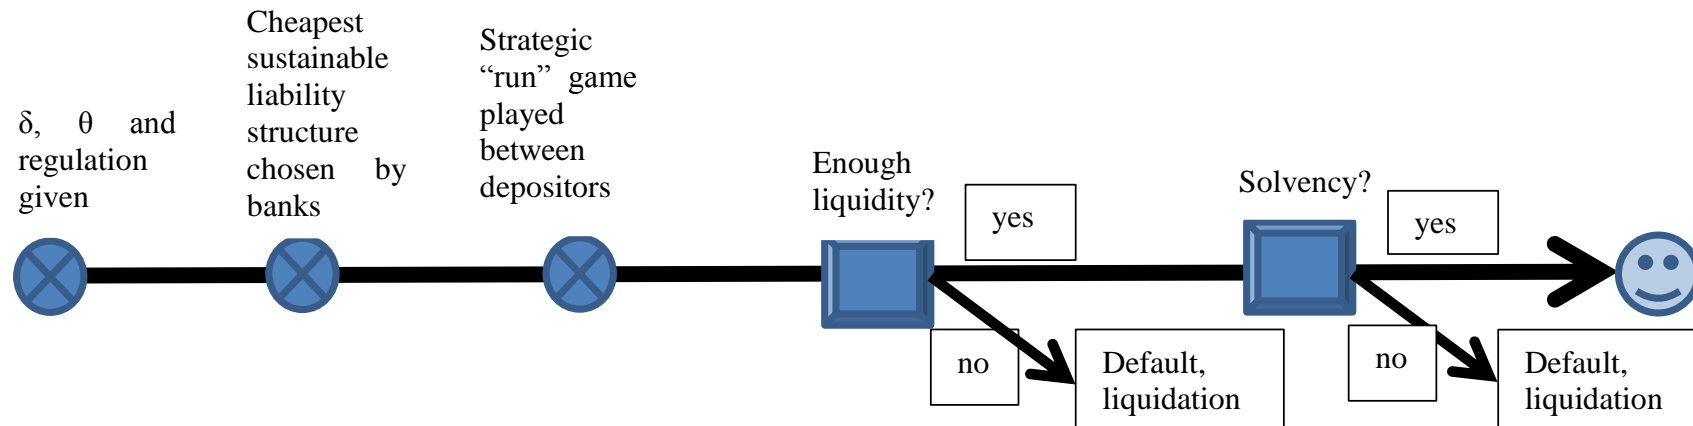 δ, θ and
regulation
given
Cheapest
sustainable
liability
structure
chosen by
banks
Strategic
“run” game
played
between
depositors
Enough
liquidity?
yes
no
Default,
liquidation
Solvency?
yes
no
Default,
liquidation